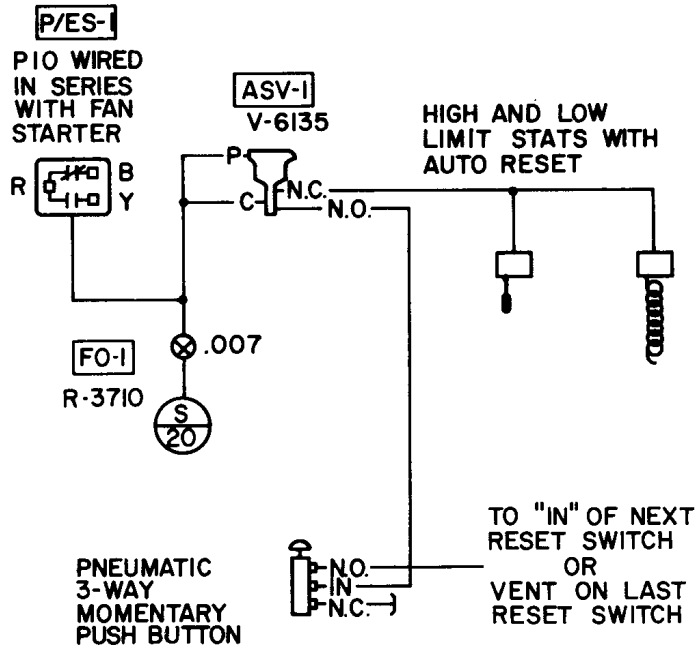 P/ES-1
PIO WIRED
IN SERIES
WITH FAN
STARTER
R
B
Y
ASV-1
V-6135
P
C
N.C.
N.O.
HIGH AND LOW
LIMIT STATS WITH
AUTO RESET
FO-1
.007
R-3710
S
20
PNEUMATIC
3-WAY
MOMENTARY
PUSH BUTTON
N.O.
IN
N.C.
TO "IN" OF NEXT
RESET SWITCH
OR
VENT ON LAST
RESET SWITCH